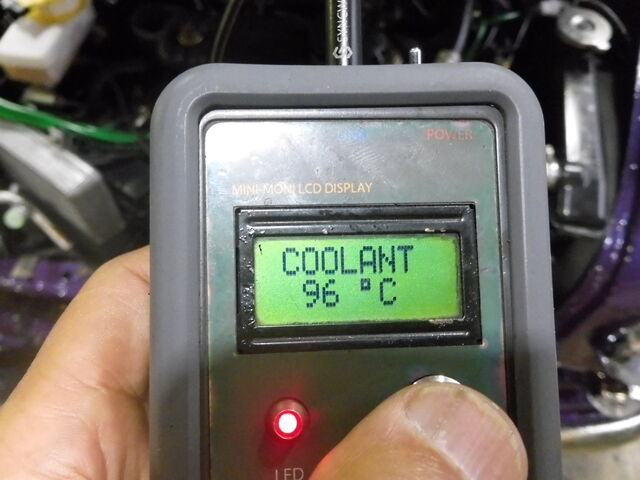 POWER
MINI-MONI LCD DISPLAY
COOLANT
96 °C
LED